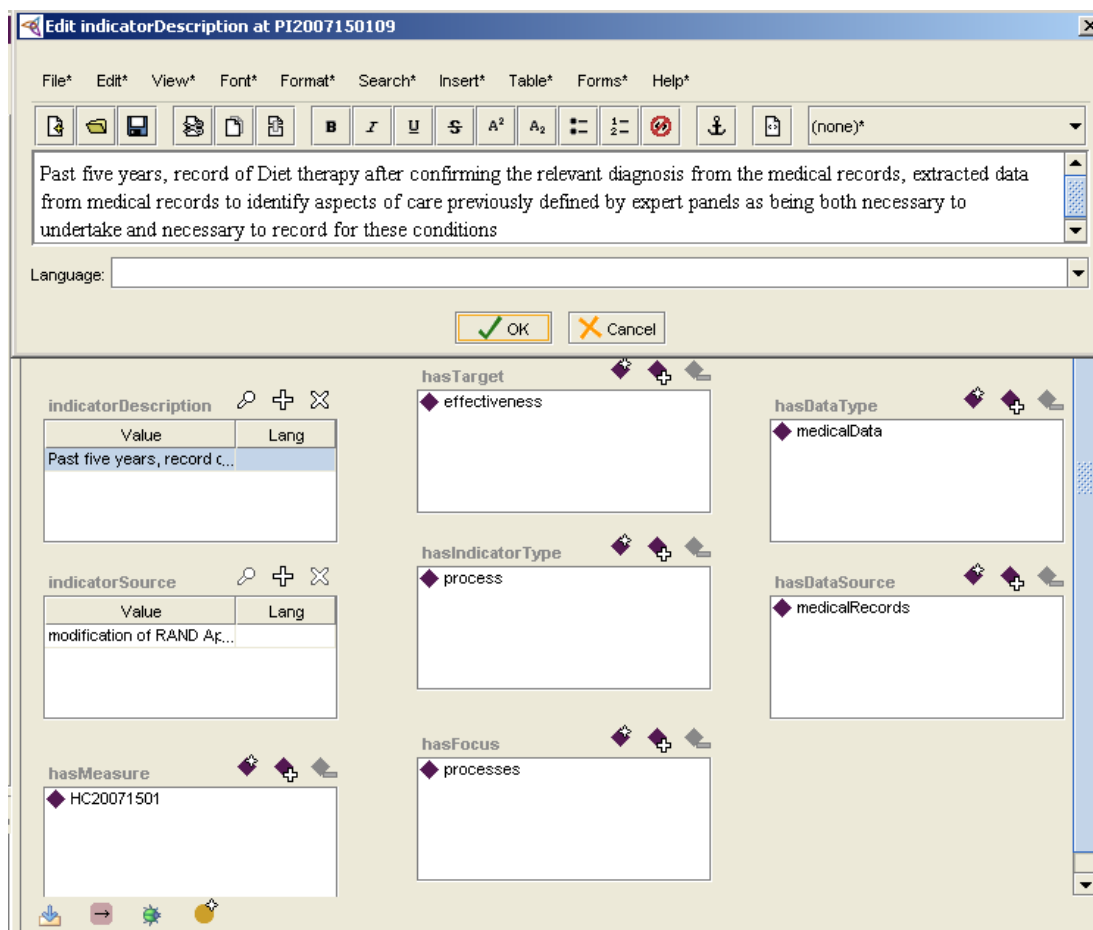 Edit indicatorDescription at PI2007150109
File* Edit* View* Font* Format* Search* Insert* Table* Forms* Help*
B I U S A² A₂ (none)*
Past five years, record of Diet therapy after confirming the relevant diagnosis from the medical records, extracted data
from medical records to identify aspects of care previously defined by expert panels as being both necessary to
undertake and necessary to record for these conditions
Language:
OK Cancel
indicatorDescription
Value Lang
Past five years, record c...
indicatorSource
Value Lang
modification of RAND Ap...
hasMeasure
HC20071501
hasTarget
effectiveness
hasIndicatorType
process
hasFocus
processes
hasDataType
medicalData
hasDataSource
medicalRecords